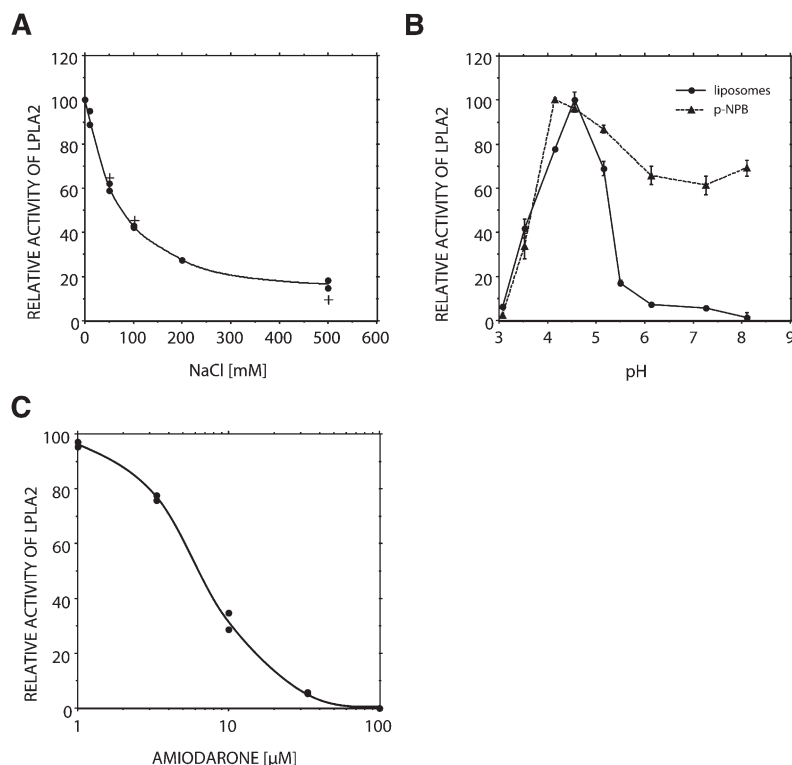 A
B
120
100
80
60
40
20
0
RELATIVE ACTIVITY OF LPLA2
0 100 200 300 400 500 600
NaCl [mM]
120
100
80
60
40
20
0
RELATIVE ACTIVITY OF LPLA2
liposomes
p-NPB
3 4 5 6 7 8 9
pH
C
100
80
60
40
20
0
RELATIVE ACTIVITY OF LPLA2
1 10 100
AMIODARONE [µM]